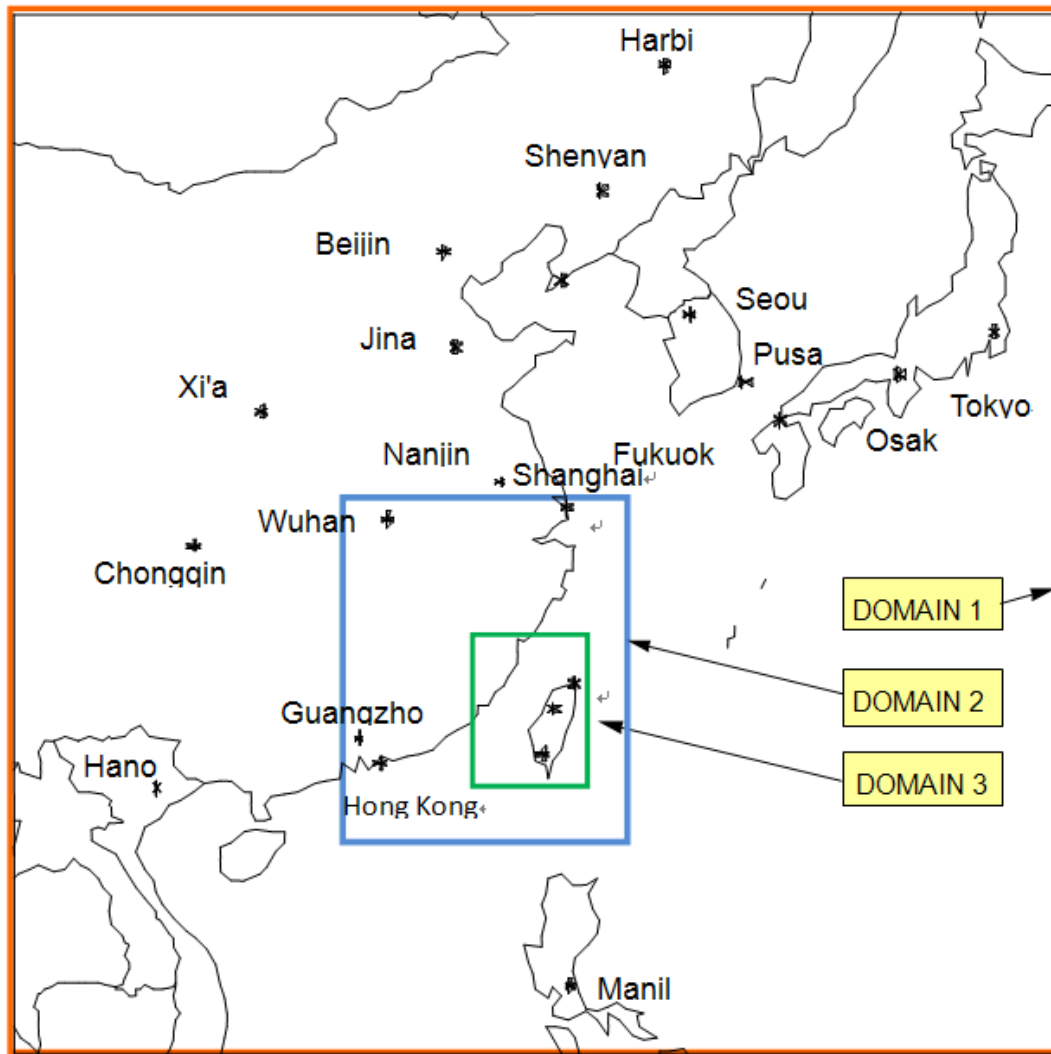 Harbi
Shenyan
Beijin
Seou
Jina
Pusa
Xi'a
Tokyo
Osak
Nanjin
Fukuok
Shanghai
Wuhan
Chongqin
DOMAIN 1
DOMAIN 2
Guangzho
Hano
DOMAIN 3
Hong Kong
Manil